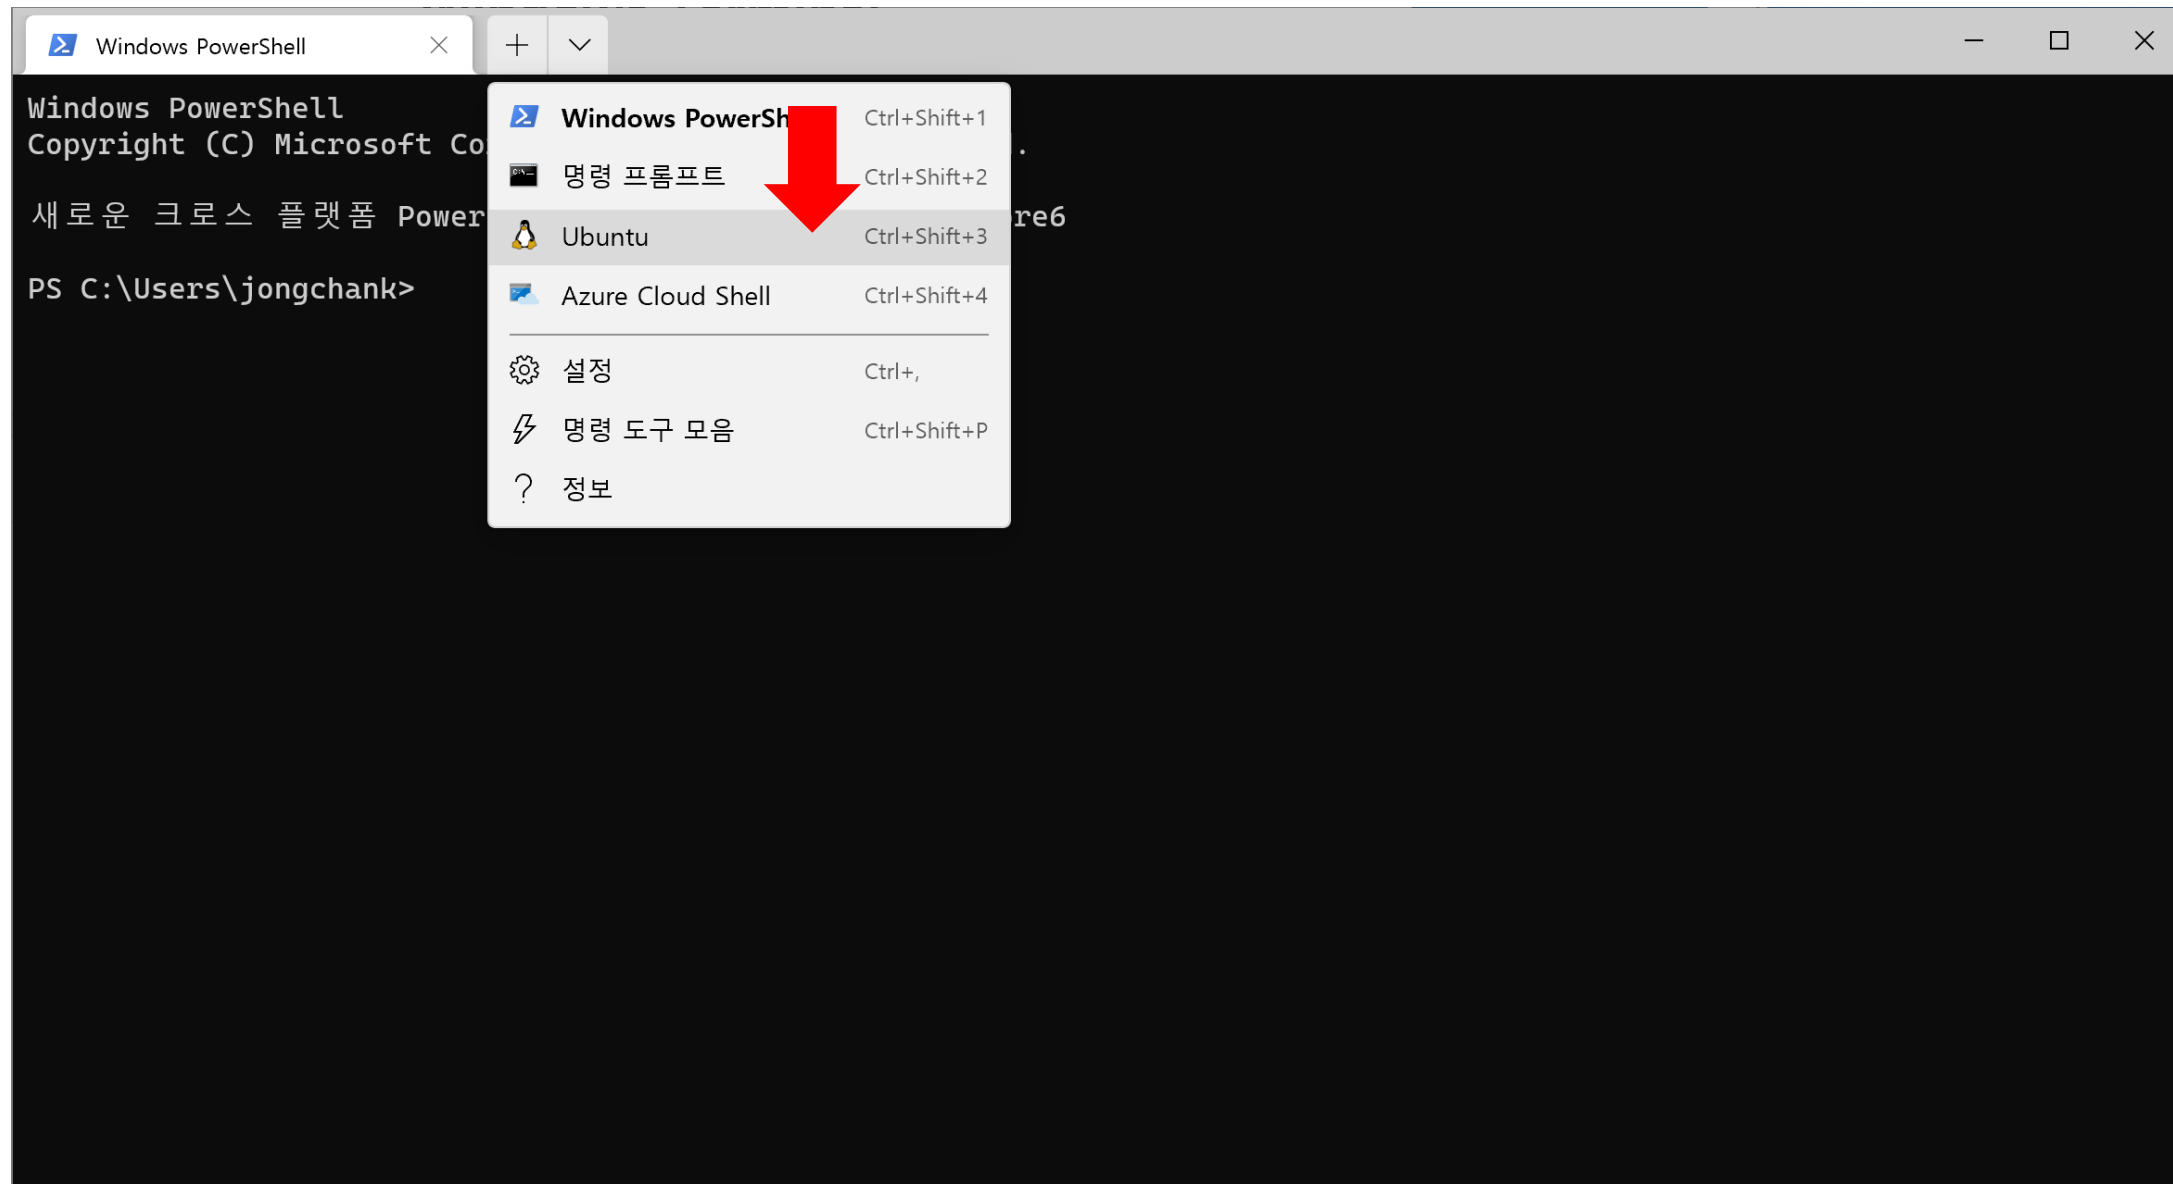 Windows PowerShell
Windows PowerShell
Copyright (C) Microsoft Co
.
새로운 크로스 플랫폼 Power
re6
PS C:\Users\jongchank>
Windows PowerSh Ctrl+Shift+1
명령 프롬프트 Ctrl+Shift+2
Ubuntu Ctrl+Shift+3
Azure Cloud Shell Ctrl+Shift+4
설정 Ctrl+,
명령 도구 모음 Ctrl+Shift+P
정보